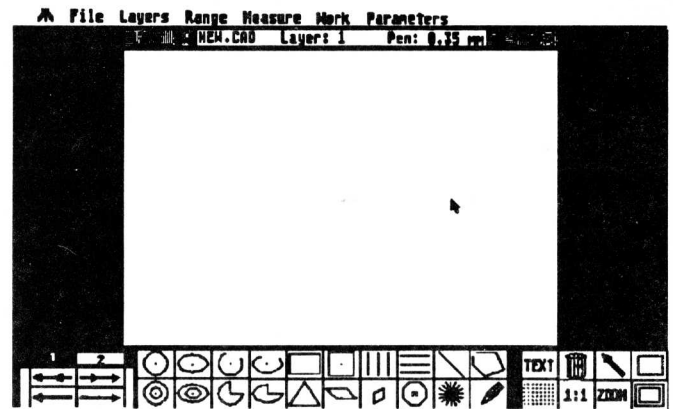 File Layers Range Measure Work Parameters
NEW.CAD Layer: 1 Pen: 0.35 mm
1 2
TEXT
1:1 ZOOM